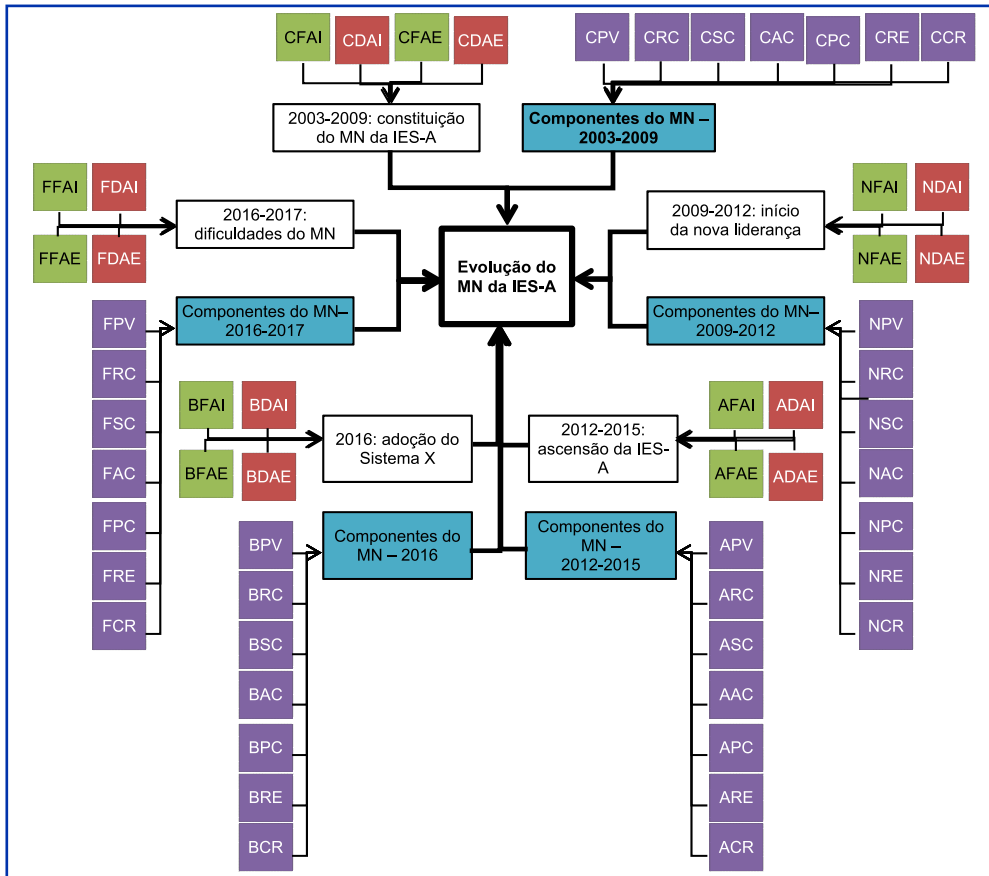 CFAI
CDAI
CFAE
CDAE
CPV
CRC
CSC
CAC
CPC
CRE
CCR
2003-2009: constituição
do MN da IES-A
Componentes do MN –
2003-2009
FFAI
FDAI
FFAE
FDAE
2016-2017:
dificuldades do MN
Evolução do
MN da IES-A
2009-2012: início
da nova liderança
NFAI
NDAI
NFAE
NDAE
Componentes do MN–
2016-2017
FPV
FRC
FSC
FAC
FPC
FRE
FCR
Componentes do MN–
2009-2012
NPV
NRC
NSC
NAC
NPC
NRE
NCR
BFAI
BDAI
BFAE
BDAE
2016: adoção do
Sistema X
2012-2015:
ascensão da IES-
A
AFAI
ADAI
AFAE
ADAE
Componentes do
MN – 2016
BPV
BRC
BSC
BAC
BPC
BRE
BCR
Componentes do
MN –
2012-2015
APV
ARC
ASC
AAC
APC
ARE
ACR